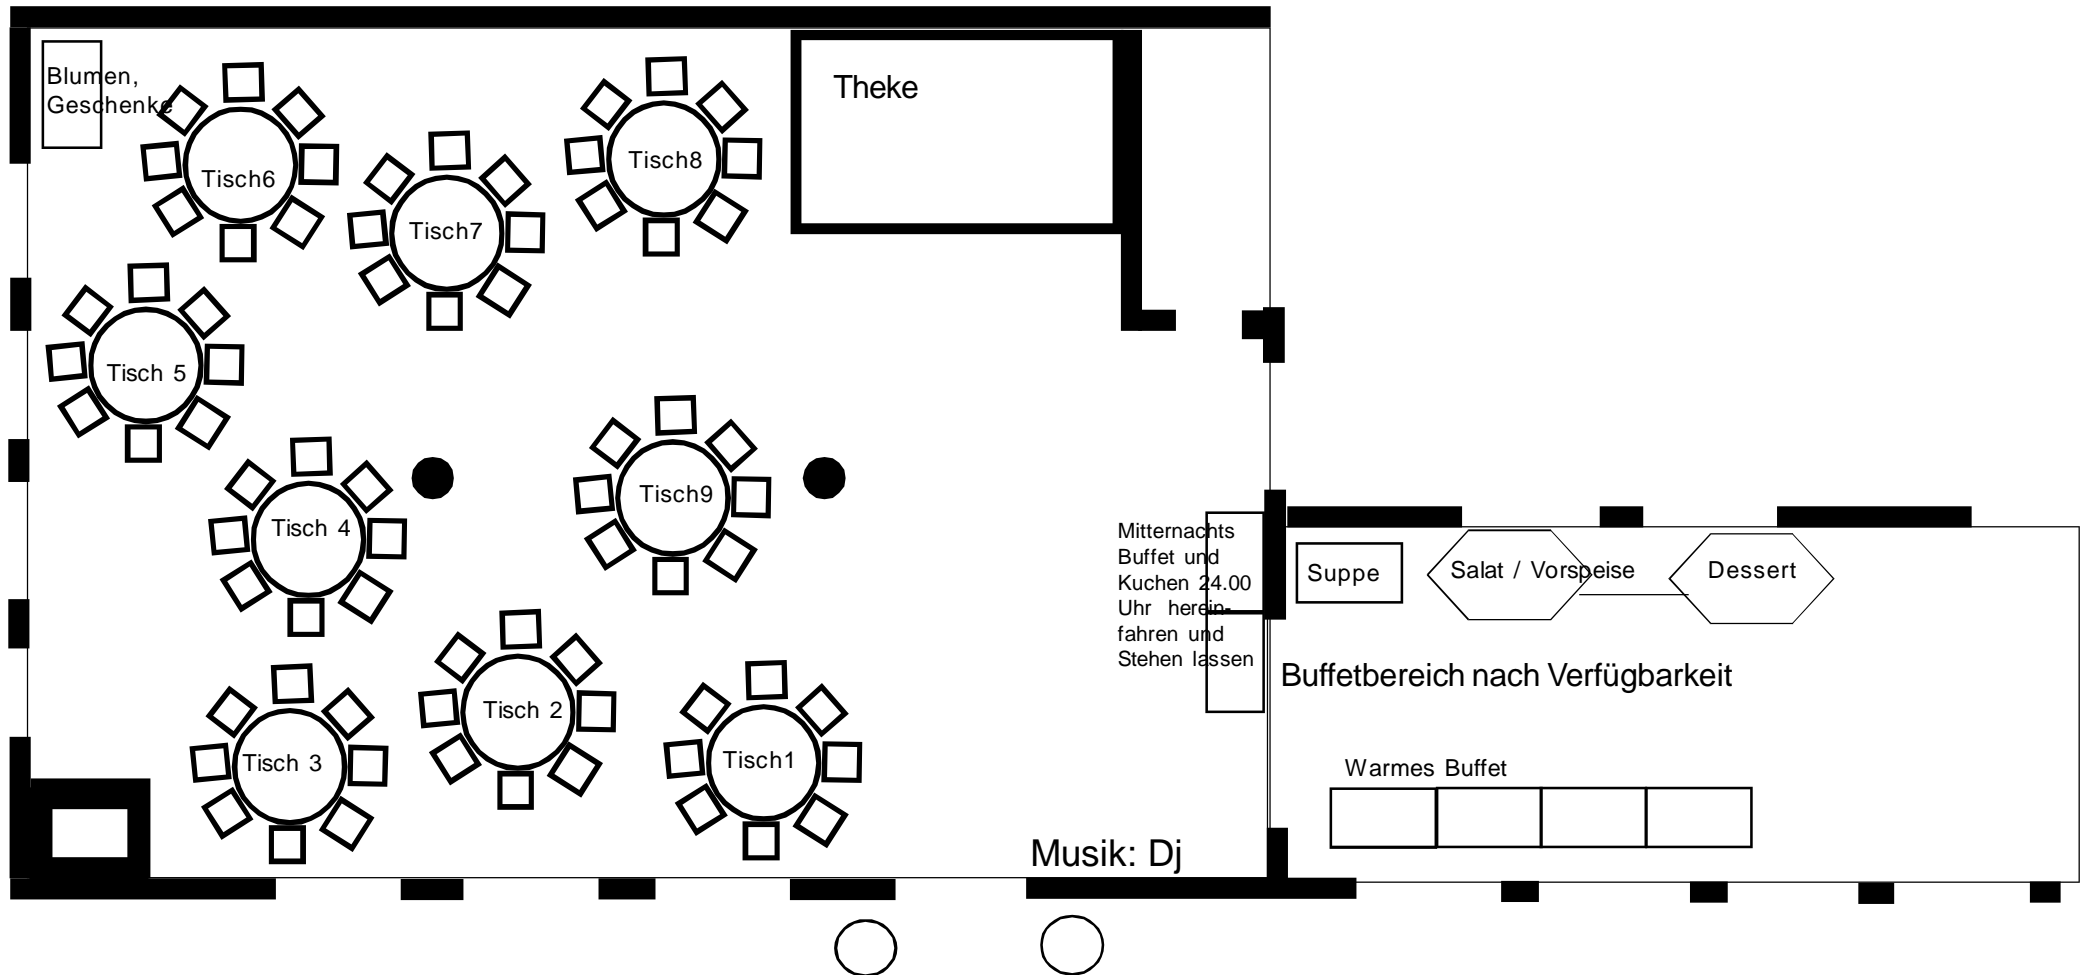 Blumen,
Geschenke
Theke
Tisch6
Tisch7
Tisch8
Tisch 5
Tisch 4
Tisch9
Tisch 3
Tisch 2
Tisch1
Mitternachts
Buffet und
Kuchen 24.00
Uhr herein-
fahren und
Stehen lassen
Suppe
Salat / Vorspeise
Dessert
Buffetbereich nach Verfügbarkeit
Warmes Buffet
Musik: Dj